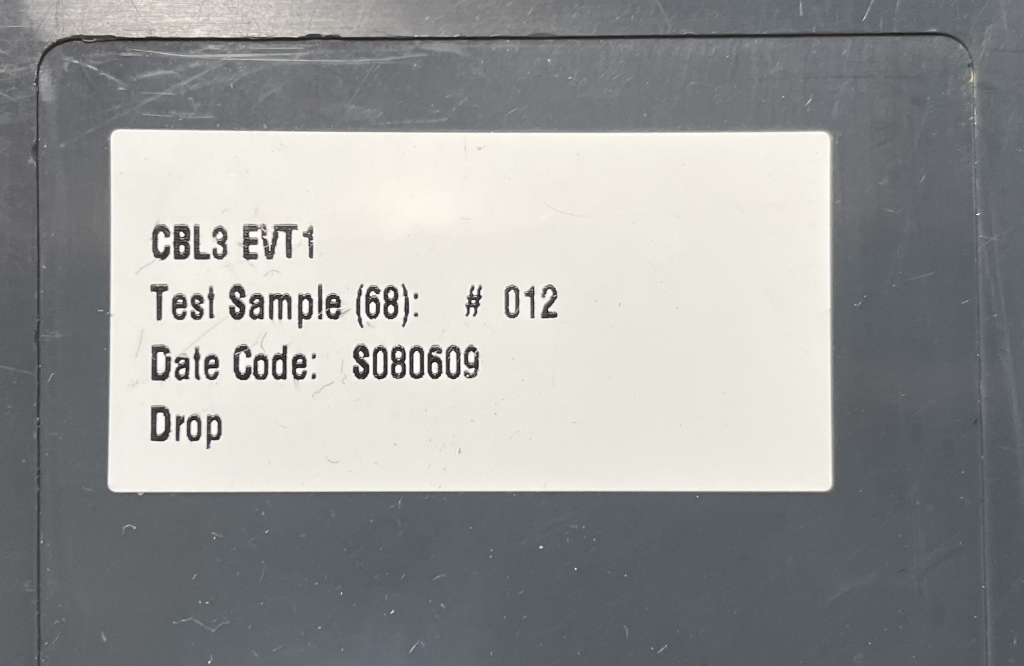 CBL3 EVT1
Test Sample (68): # 012
Date Code: S080609
Drop